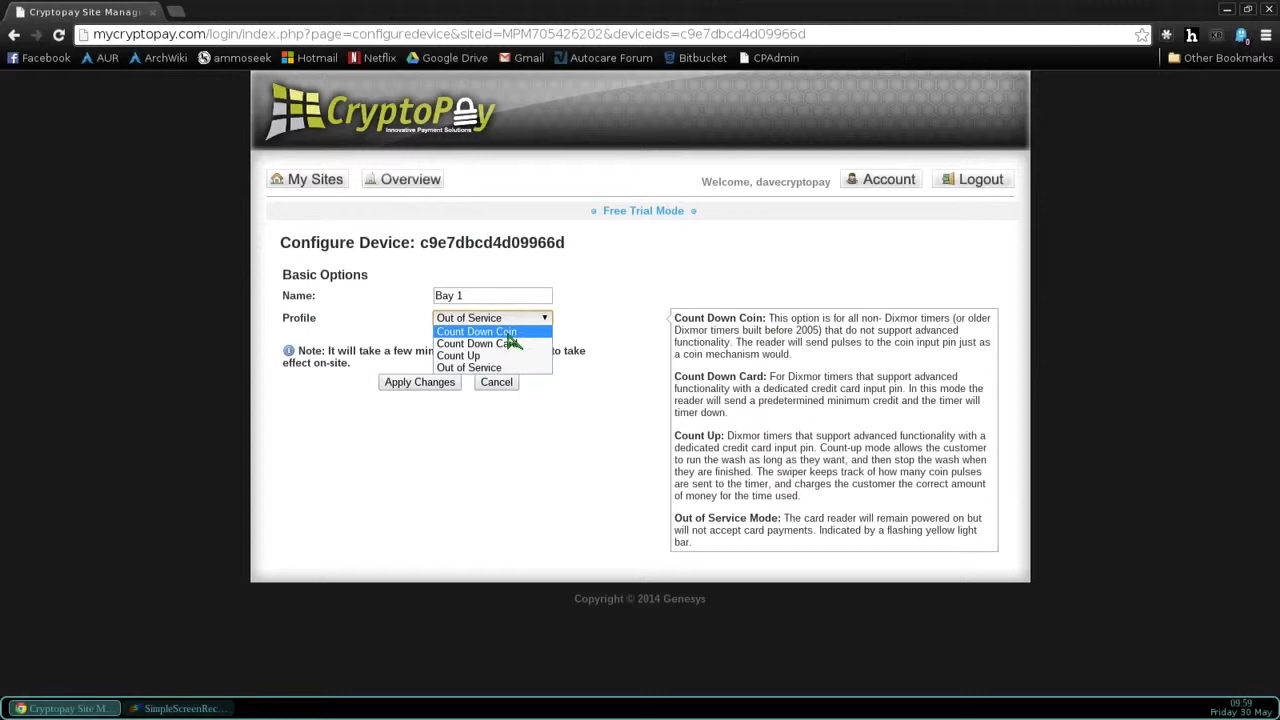 Cryptopay Site Manag
mycryptopay.com/login/index.php?page=configuredevice&siteid=MPM705426202&deviceids=c9e7dbcd4d09966d
Facebook AUR ArchWiki ammoseek Hotmail Netflix Google Drive Gmail Autocare Forum Bitbucket CPAdmin Other Bookmarks
CryptoPay
Innovative Payment Solutions
My Sites Overview Welcome, davecryptopay Account Logout
Free Trial Mode
Configure Device: c9e7dbcd4d09966d
Basic Options
Name: Bay 1
Profile Out of Service
Count Down Coin
Count Down Card
Count Up
Out of Service
Note: It will take a few min to take
effect on-site.
Apply Changes Cancel
Count Down Coin: This option is for all non- Dixmor timers (or older
Dixmor timers built before 2005) that do not support advanced
functionality. The reader will send pulses to the coin input pin just as
a coin mechanism would.
Count Down Card: For Dixmor timers that support advanced
functionality with a dedicated credit card input pin. In this mode the
reader will send a predetermined minimum credit and the timer will
timer down.
Count Up: Dixmor timers that support advanced functionality with a
dedicated credit card input pin. Count-up mode allows the customer
to run the wash as long as they want, and then stop the wash when
they are finished. The swiper keeps track of how many coin pulses
are sent to the timer, and charges the customer the correct amount
of money for the time used.
Out of Service Mode: The card reader will remain powered on but
will not accept card payments. Indicated by a flashing yellow light
bar.
Copyright © 2014 Genesys
Cryptopay Site M... SimpleScreenRec...
09:59
Friday 30 May